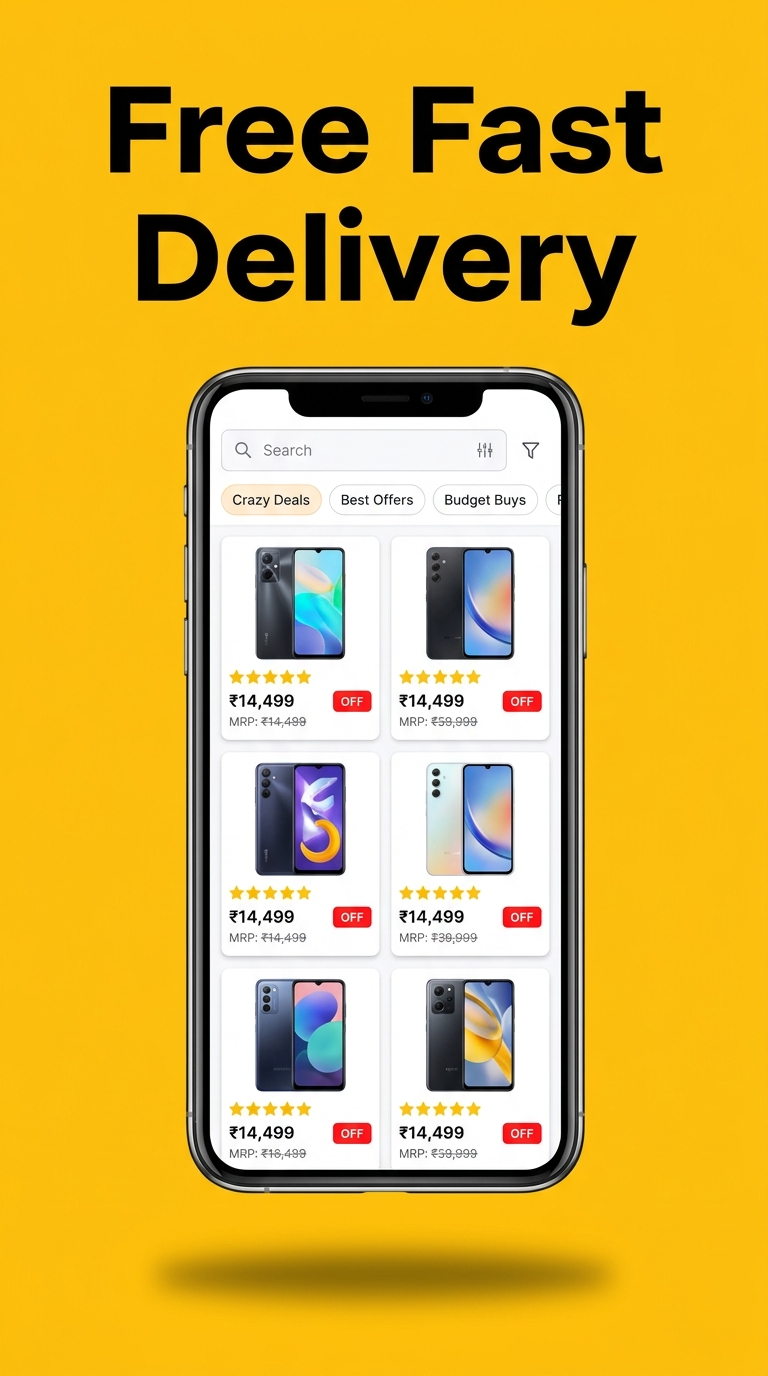 Free Fast
Delivery
Search
Crazy Deals Best Offers Budget Buys
₹14,499 OFF ₹14,499 OFF
MRP: ₹14,499 MRP: ₹59,999
₹14,499 OFF ₹14,499 OFF
MRP: ₹14,499 MRP: ₹39,999
₹14,499 OFF ₹14,499 OFF
MRP: ₹18,499 MRP: ₹59,999